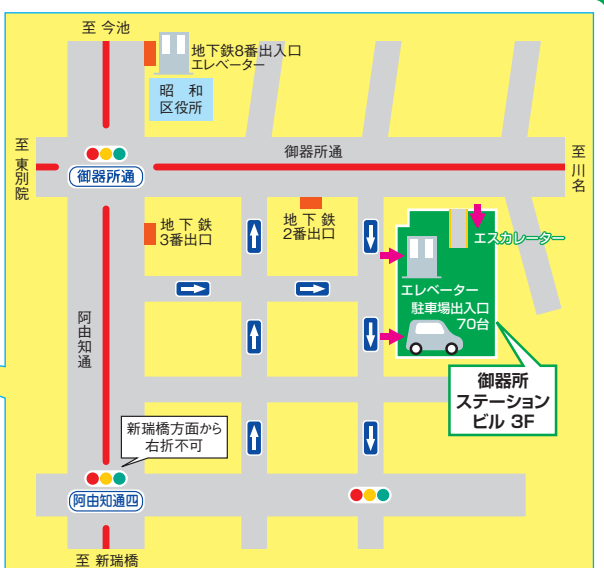 至 今池
地下鉄8番出入口
エレベーター
昭 和
区役所
至 東別院
御器所通
御器所通
至 川名
地 下 鉄
3番出口
地 下 鉄
2番出口
エスカレーター
エレベーター
駐車場出入口
70台
阿由知通
御器所
ステーション
ビル 3F
新瑞橋方面から
右折不可
阿由知通四
至 新瑞橋